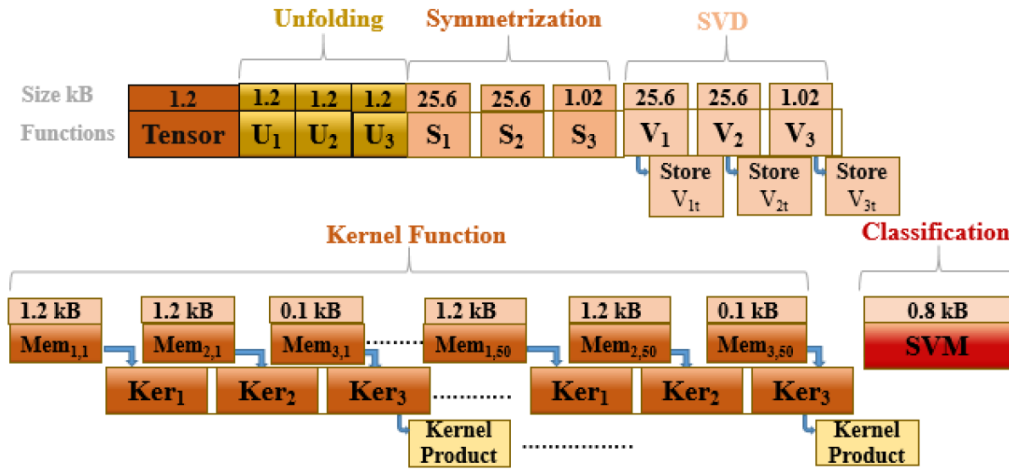 Unfolding Symmetrization SVD
Size kB 1.2 1.2 1.2 1.2 25.6 25.6 1.02 25.6 25.6 1.02
Functions Tensor U1 U2 U3 S1 S2 S3 V1 V2 V3
Store Store Store
V1t V2t V3t
Kernel Function Classification
1.2 kB 1.2 kB 0.1 kB 1.2 kB 1.2 kB 0.1 kB 0.8 kB
Mem1,1 Mem2,1 Mem3,1 ........ Mem1,50 Mem2,50 Mem3,50 SVM
Ker1 Ker2 Ker3 ............ Ker1 Ker2 Ker3
Kernel Kernel
Product ................ Product